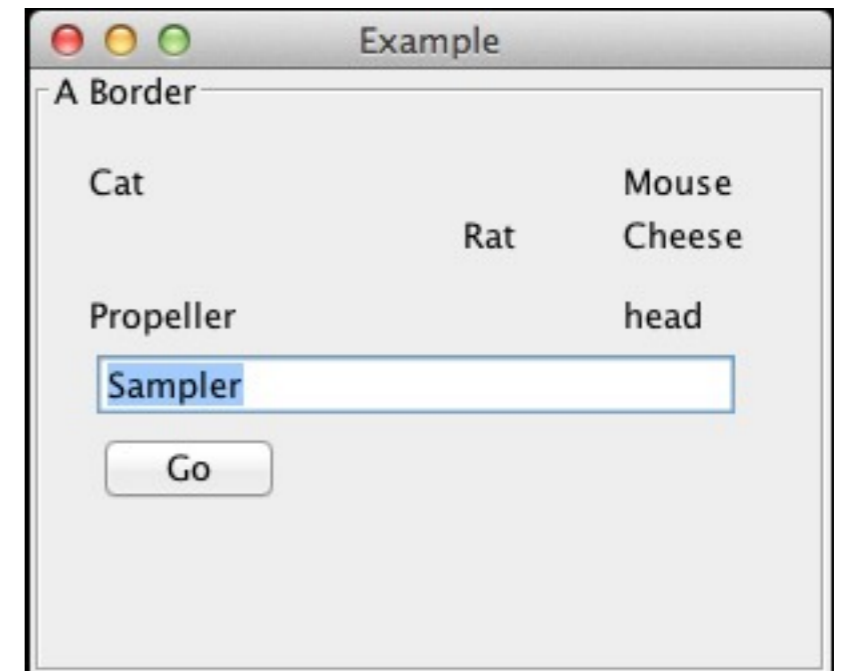 Example
A Border
Cat Mouse
Rat Cheese
Propeller head
Sampler
Go